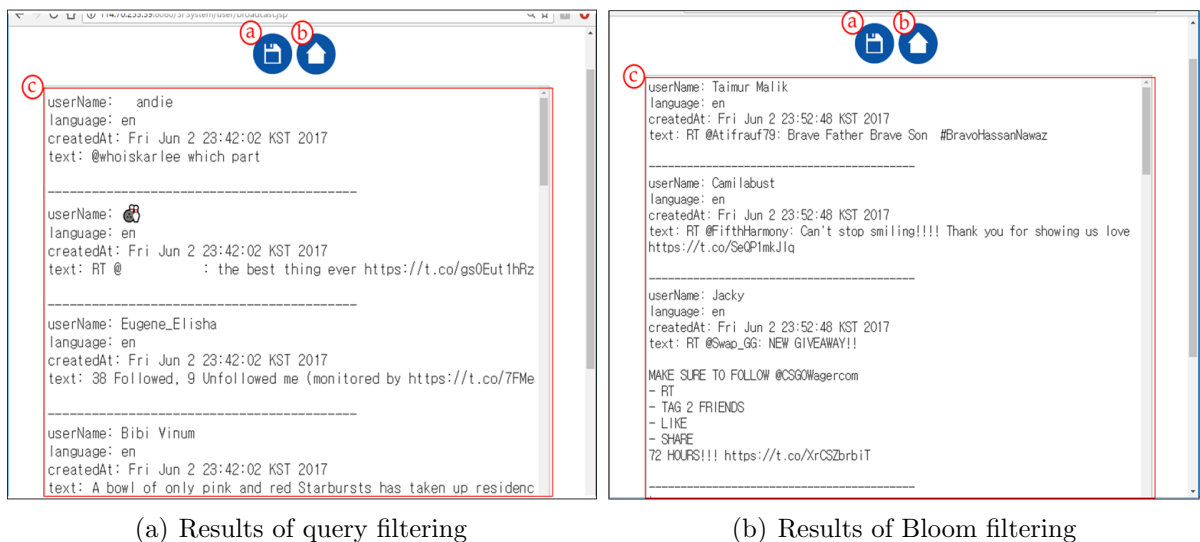 a b
c
userName: andie
language: en
createdAt: Fri Jun 2 23:42:02 KST 2017
text: @whoiskarlee which part
----------------------------------------
userName:
language: en
createdAt: Fri Jun 2 23:42:02 KST 2017
text: RT @ : the best thing ever https://t.co/gs0Eut1hRz
----------------------------------------
userName: Eugene_Elisha
language: en
createdAt: Fri Jun 2 23:42:02 KST 2017
text: 38 Followed, 9 Unfollowed me (monitored by https://t.co/7FMe
----------------------------------------
userName: Bibi Vinum
language: en
createdAt: Fri Jun 2 23:42:02 KST 2017
text: A bowl of only pink and red Starbursts has taken up residenc
(a) Results of query filtering
a b
c
userName: Taimur Malik
language: en
createdAt: Fri Jun 2 23:52:48 KST 2017
text: RT @Atifrauf79: Brave Father Brave Son #BravoHassanNawaz
----------------------------------------
userName: Camilabust
language: en
createdAt: Fri Jun 2 23:52:48 KST 2017
text: RT @FifthHarmony: Can't stop smiling!!!! Thank you for showing us love
https://t.co/SeQP1mkJIq
----------------------------------------
userName: Jacky
language: en
createdAt: Fri Jun 2 23:52:48 KST 2017
text: RT @Swap_GG: NEW GIVEAWAY!!
MAKE SURE TO FOLLOW @CSGOWagercom
- RT
- TAG 2 FRIENDS
- LIKE
- SHARE
72 HOURS!!! https://t.co/XrCSZbrbiT
----------------------------------------
(b) Results of Bloom filtering